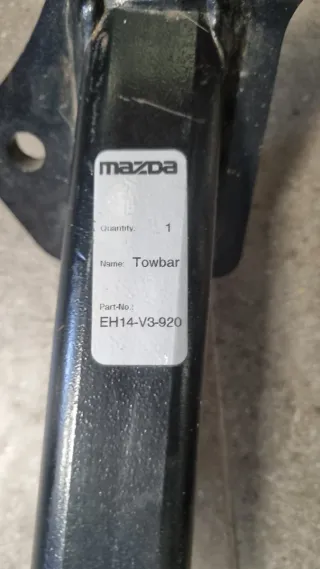 mazda
Quantity: 1
Name: Towbar
Part-No.:
EH14-V3-920